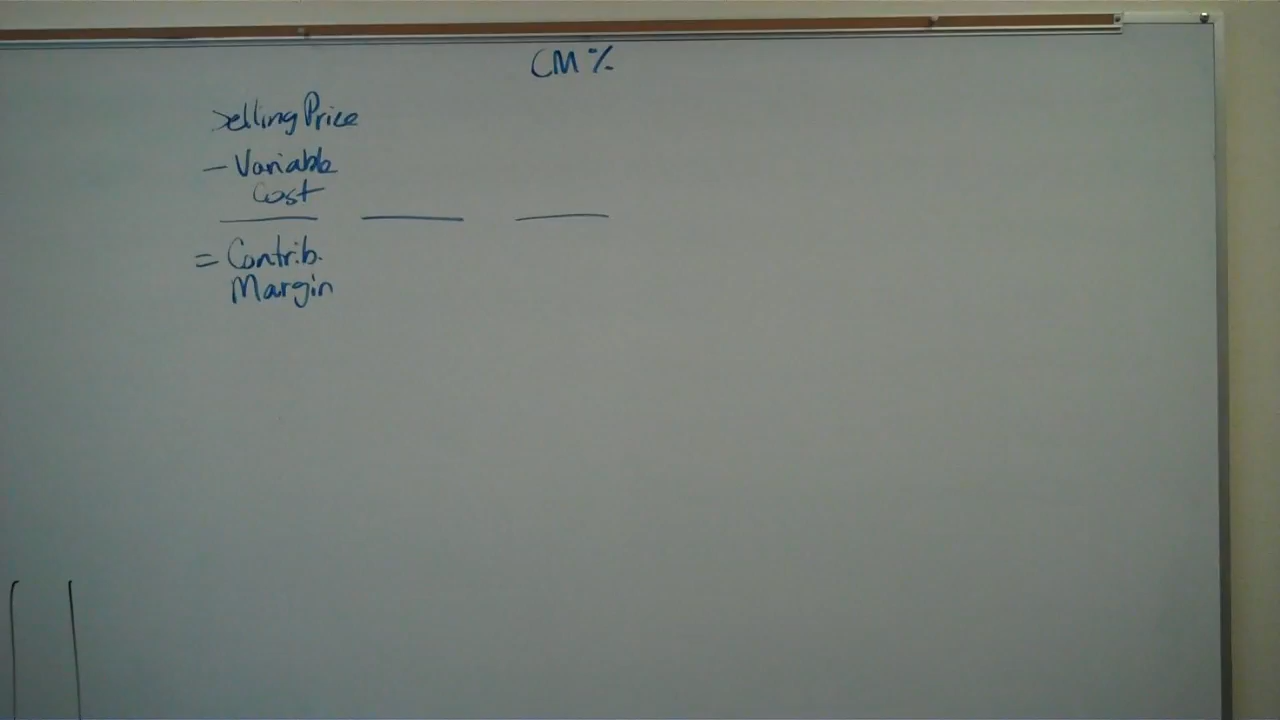 CM %
Selling Price
- Variable
Cost
= Contrib.
Margin